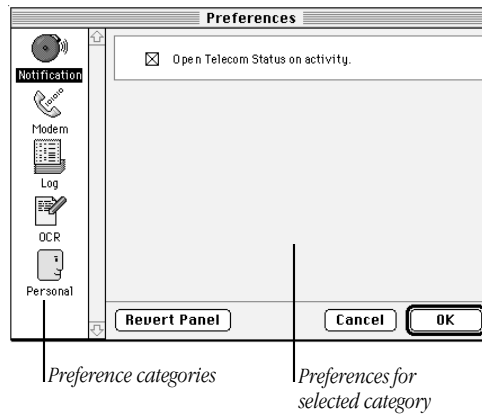 Preferences
Open Telecom Status on activity.
Notification
Modem
Log
OCR
Personal
Revert Panel
Cancel
OK
Preference categories
Preferences for
selected category